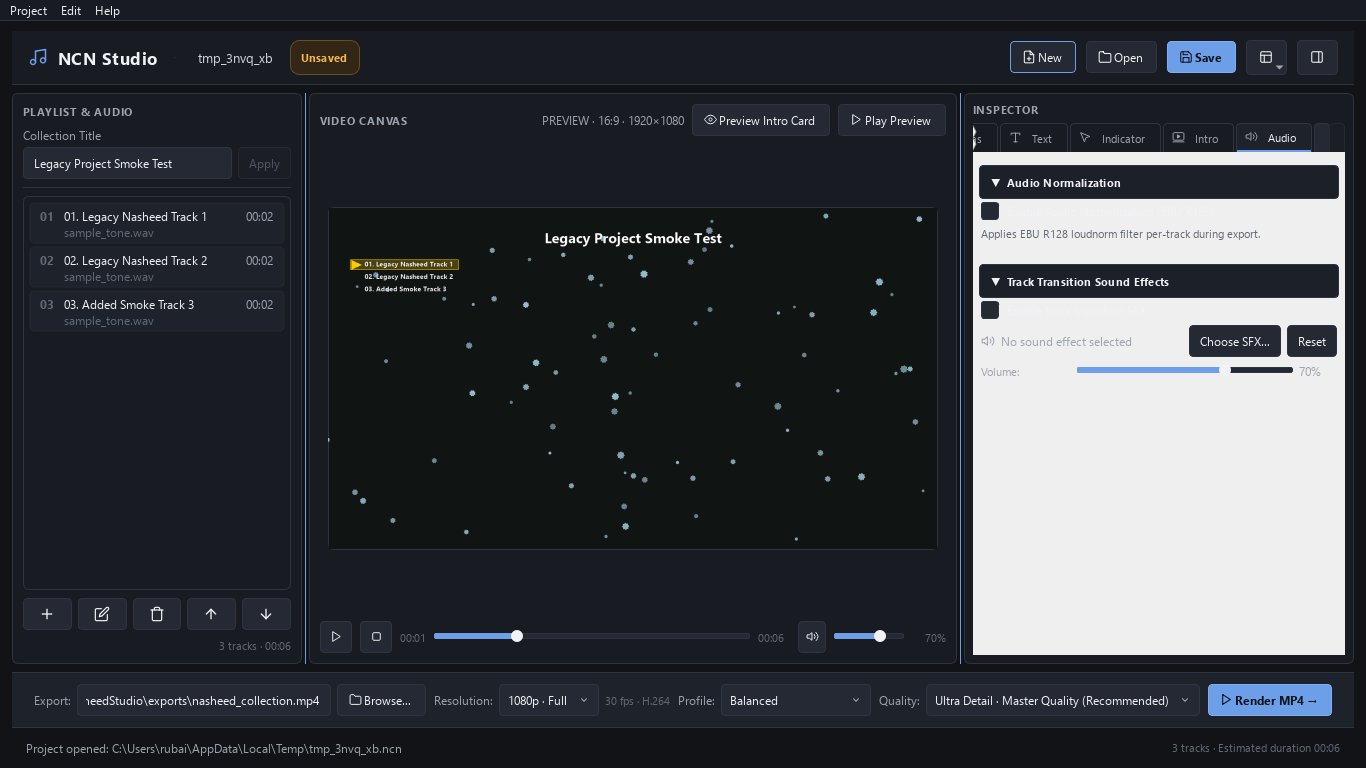 Project Edit Help
NCN Studio tmp_3nvq_xb Unsaved New Open Save
PLAYLIST & AUDIO
Collection Title
Legacy Project Smoke Test Apply
01 01. Legacy Nasheed Track 1 00:02
sample_tone.wav
02 02. Legacy Nasheed Track 2 00:02
sample_tone.wav
03 03. Added Smoke Track 3 00:02
sample_tone.wav
3 tracks · 00:06
VIDEO CANVAS PREVIEW · 16:9 · 1920×1080 Preview Intro Card Play Preview
Legacy Project Smoke Test
01. Legacy Nasheed Track 1
02. Legacy Nasheed Track 2
03. Added Smoke Track 3
00:01 00:06 70%
INSPECTOR
Text Indicator Intro Audio
▼ Audio Normalization
Applies EBU R128 loudnorm filter per-track during export.
▼ Track Transition Sound Effects
No sound effect selected Choose SFX... Reset
Volume: 70%
Export: ıeedStudio\exports\nasheed_collection.mp4 Browse... Resolution: 1080p · Full 30 fps · H.264 Profile: Balanced Quality: Ultra Detail · Master Quality (Recommended) Render MP4 →
Project opened: C:\Users\rubai\AppData\Local\Temp\tmp_3nvq_xb.ncn 3 tracks · Estimated duration 00:06